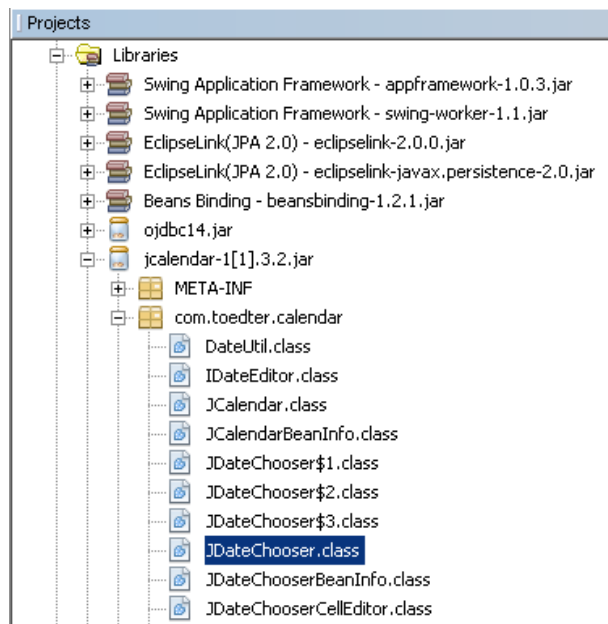 Projects
Libraries
Swing Application Framework - appframework-1.0.3.jar
Swing Application Framework - swing-worker-1.1.jar
EclipseLink(JPA 2.0) - eclipselink-2.0.0.jar
EclipseLink(JPA 2.0) - eclipselink-javax.persistence-2.0.jar
Beans Binding - beansbinding-1.2.1.jar
ojdbc14.jar
jcalendar-1[1].3.2.jar
META-INF
com.toedter.calendar
DateUtil.class
IDateEditor.class
JCalendar.class
JCalendarBeanInfo.class
JDateChooser$1.class
JDateChooser$2.class
JDateChooser$3.class
JDateChooser.class
JDateChooserBeanInfo.class
JDateChooserCellEditor.class